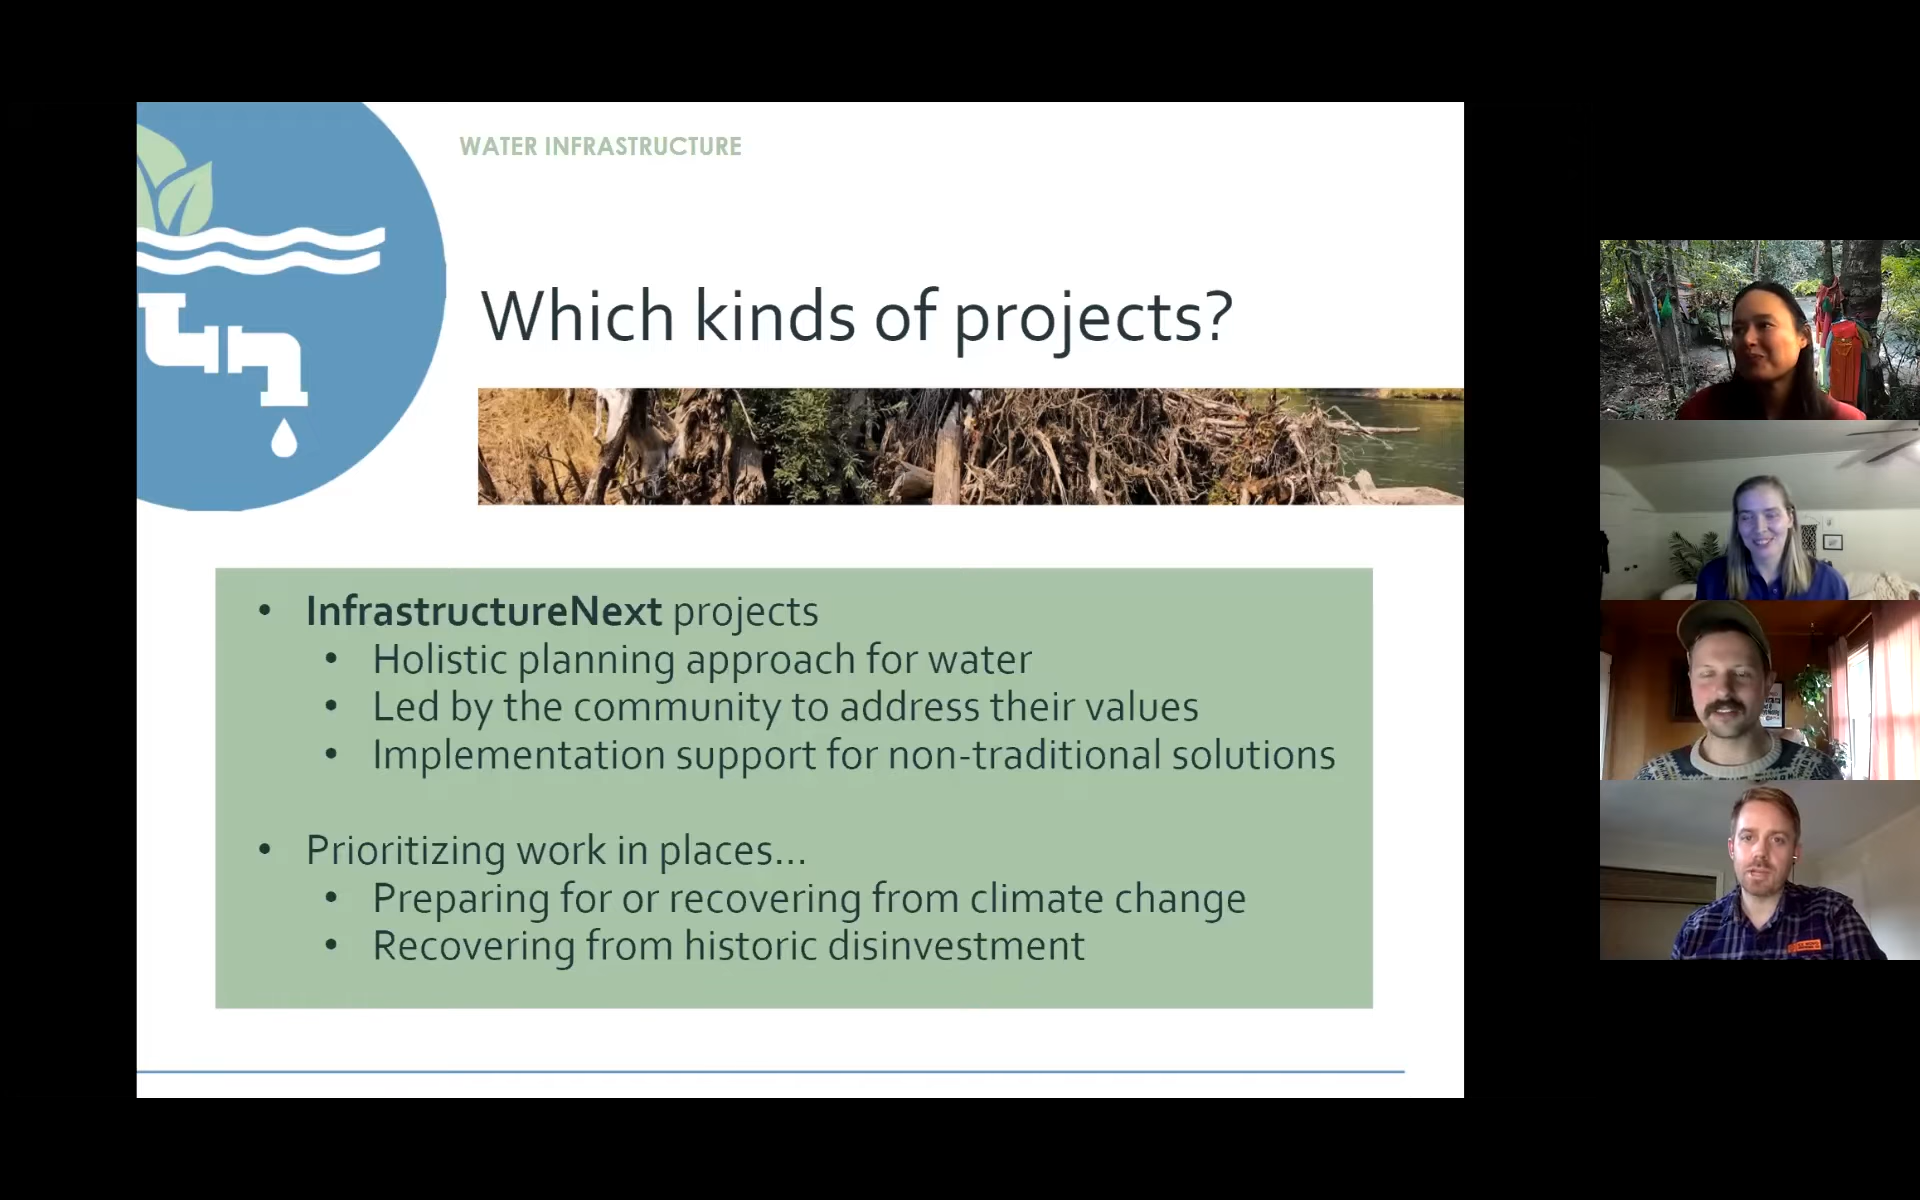 WATER INFRASTRUCTURE
Which kinds of projects?
• InfrastructureNext projects
• Holistic planning approach for water
• Led by the community to address their values
• Implementation support for non-traditional solutions
• Prioritizing work in places...
• Preparing for or recovering from climate change
• Recovering from historic disinvestment